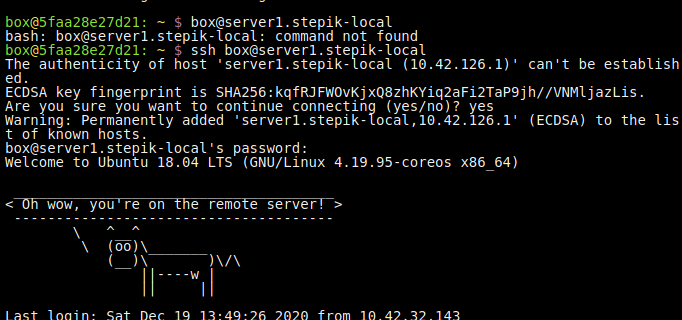 box@5faa28e27d21: ~ $ box@server1.stepik-local
bash: box@server1.stepik-local: command not found
box@5faa28e27d21: ~ $ ssh box@server1.stepik-local
The authenticity of host 'server1.stepik-local (10.42.126.1)' can't be establish
ed.
ECDSA key fingerprint is SHA256:kqfRJFWOvKjxQ8zhKYiq2aFi2TaP9jh//VNMljazLis.
Are you sure you want to continue connecting (yes/no)? yes
Warning: Permanently added 'server1.stepik-local,10.42.126.1' (ECDSA) to the lis
t of known hosts.
box@server1.stepik-local's password:
Welcome to Ubuntu 18.04 LTS (GNU/Linux 4.19.95-coreos x86_64)
 ______________________________________
< Oh wow, you're on the remote server! >
 --------------------------------------
        \   ^__^
         \  (oo)\_______
            (__)\       )\/\
                ||----w |
                ||     ||
Last login: Sat Dec 19 13:49:26 2020 from 10.42.32.143